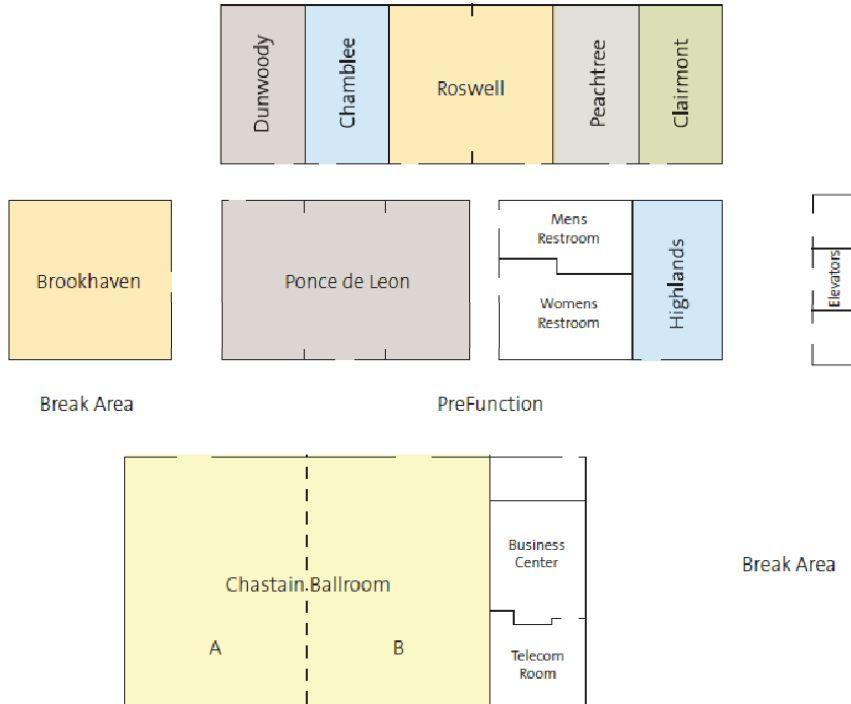 Dunwoody
Chamblee
Roswell
Peachtree
Clairmont
Brookhaven
Ponce de Leon
Mens
Restroom
Womens
Restroom
Highlands
Elevators
Break Area
PreFunction
Chastain Ballroom
A
B
Business
Center
Telecom
Room
Break Area